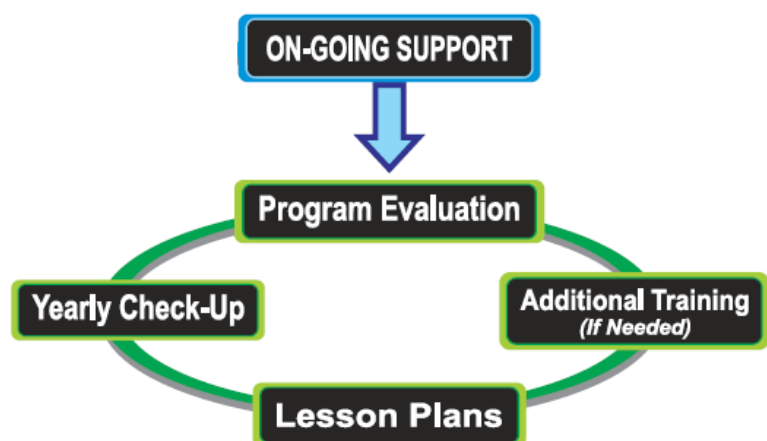 ON-GOING SUPPORT
Program Evaluation
Yearly Check-Up
Additional Training
(If Needed)
Lesson Plans